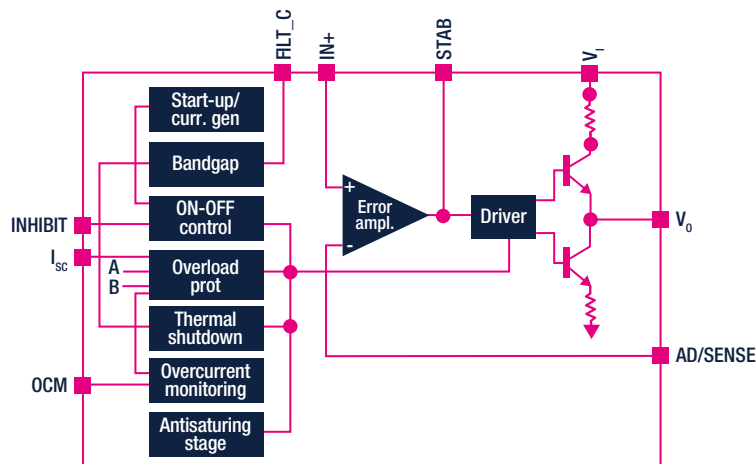 FILT_C
IN+
STAB
VI
Start-up/
curr. gen
Bandgap
ON-OFF
control
INHIBIT
ISC
A
B
Overload
prot
Thermal
shutdown
Overcurrent
monitoring
OCM
Antisaturing
stage
+
Error
ampl.
-
Driver
V0
AD/SENSE